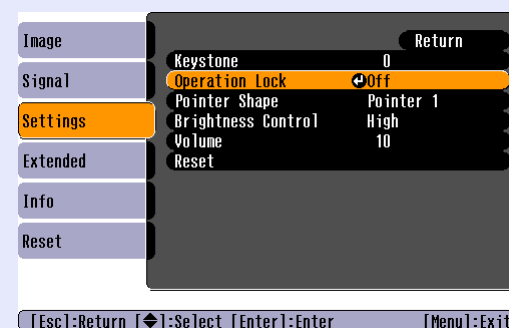 Image
Signal
Settings
Extended
Info
Reset
Return
Keystone 0
Operation Lock Off
Pointer Shape Pointer 1
Brightness Control High
Volume 10
Reset
[Esc]:Return [◆]:Select [Enter]:Enter [Menu]:Exit